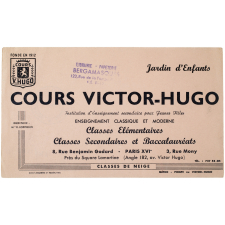 FONDÉ EN 1912
COURS
V. HUGO
BERGAMASCO
Jardin d'Enfants
COURS VICTOR-HUGO
Institution d'enseignement secondaire pour Jeunes Filles
ENSEIGNEMENT CLASSIQUE ET MODERNE
Classes Elémentaires
Classes Secondaires et Baccalauréats
8, Rue Benjamin Godard - PARIS XVIᵉ - 3, Rue Mony
Près du Square Lamartine (Angle 182, av. Victor Hugo)
CLASSES DE NEIGE